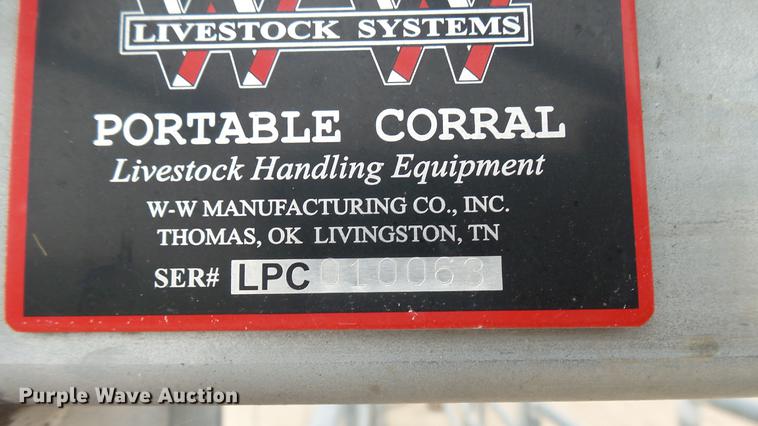 W W
LIVESTOCK SYSTEMS
PORTABLE CORRAL
Livestock Handling Equipment
W-W MANUFACTURING CO., INC.
THOMAS, OK LIVINGSTON, TN
SER# LPC 010063
Purple Wave Auction